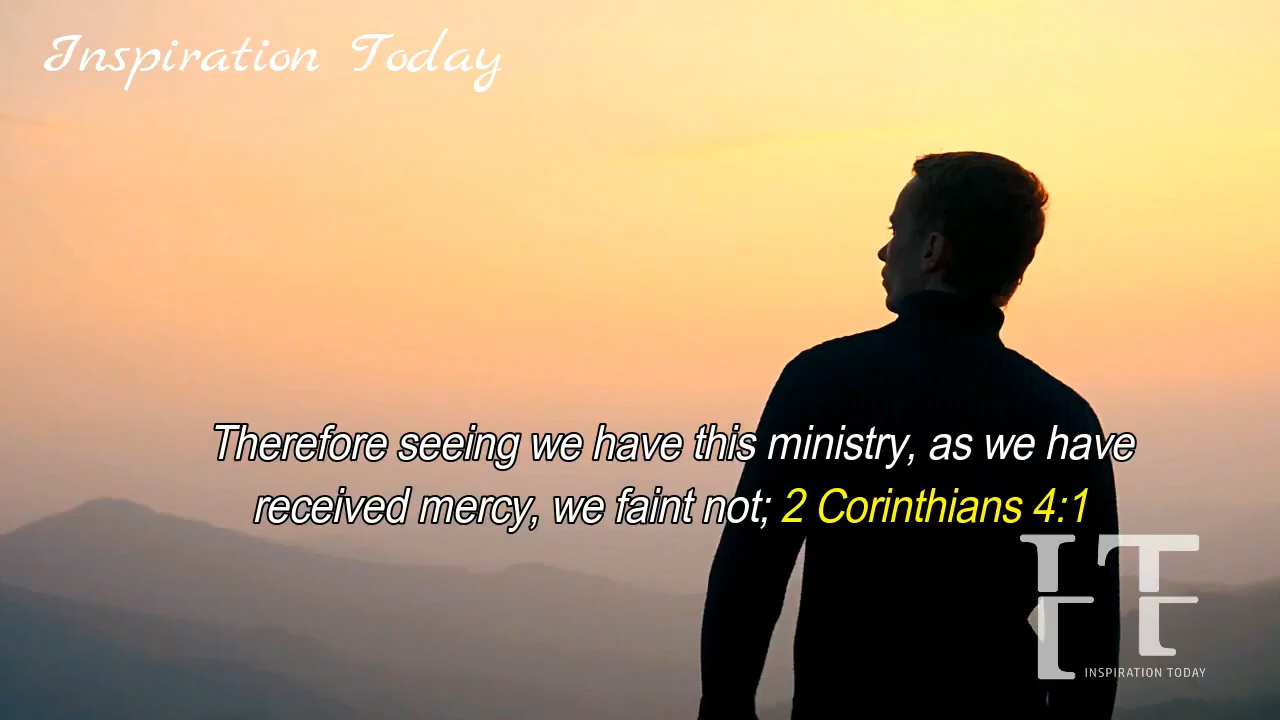 Inspiration Today
Therefore seeing we have this ministry, as we have
received mercy, we faint not; 2 Corinthians 4:1
INSPIRATION TODAY